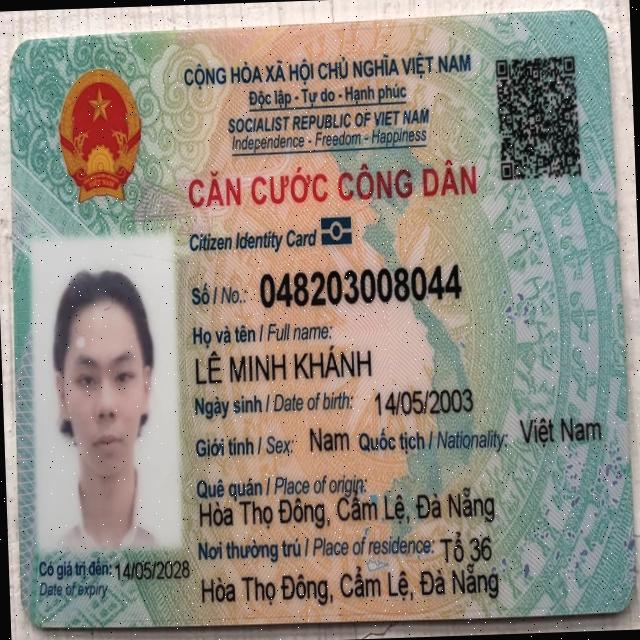 CỘNG HÒA XÃ HỘI CHỦ NGHĨA VIỆT NAM
Độc lập - Tự do - Hạnh phúc
SOCIALIST REPUBLIC OF VIET NAM
Independence - Freedom - Happiness
CĂN CƯỚC CÔNG DÂN
Citizen Identity Card
Số / No.: 048203008044
Họ và tên / Full name:
LÊ MINH KHÁNH
Ngày sinh / Date of birth: 14/05/2003
Giới tính / Sex: Nam Quốc tịch / Nationality: Việt Nam
Quê quán / Place of origin:
Hòa Thọ Đông, Cẩm Lệ, Đà Nẵng
Nơi thường trú / Place of residence: Tổ 36
Hòa Thọ Đông, Cẩm Lệ, Đà Nẵng
Có giá trị đến: 14/05/2028
Date of expiry